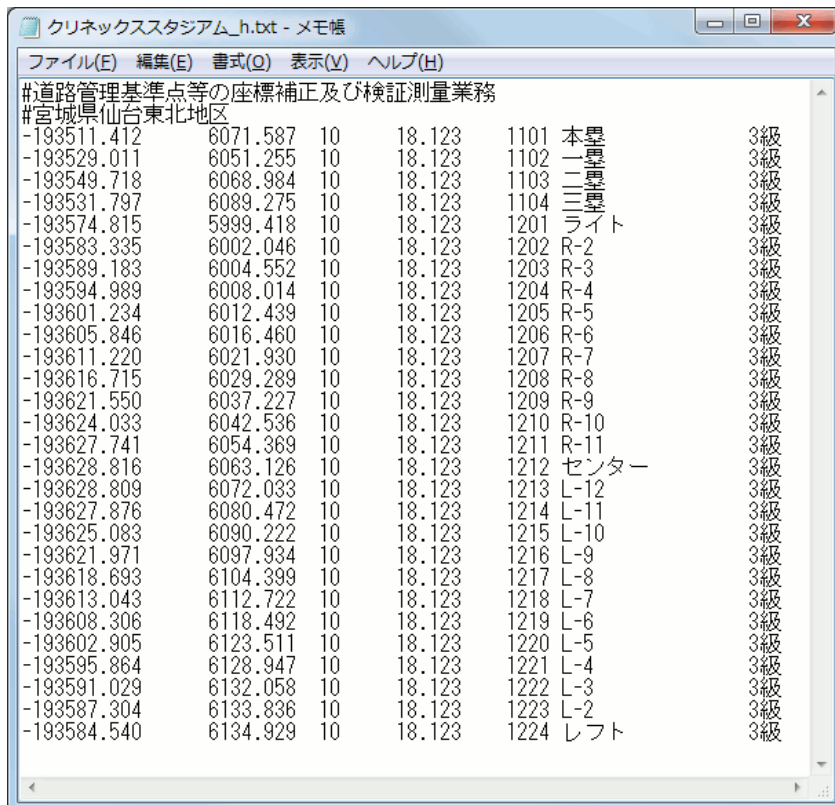 クリネックススタジアム_h.txt - メモ帳
ファイル(F) 編集(E) 書式(O) 表示(V) ヘルプ(H)
#道路管理基準点等の座標補正及び検証測量業務
#宮城県仙台東北地区
-193511.412 6071.587 10 18.123 1101 本塁 3級
-193529.011 6051.255 10 18.123 1102 一塁 3級
-193549.718 6068.984 10 18.123 1103 二塁 3級
-193531.797 6089.275 10 18.123 1104 三塁 3級
-193574.815 5999.418 10 18.123 1201 ライト 3級
-193583.335 6002.046 10 18.123 1202 R-2 3級
-193589.183 6004.552 10 18.123 1203 R-3 3級
-193594.989 6008.014 10 18.123 1204 R-4 3級
-193601.234 6012.439 10 18.123 1205 R-5 3級
-193605.846 6016.460 10 18.123 1206 R-6 3級
-193611.220 6021.930 10 18.123 1207 R-7 3級
-193616.715 6029.289 10 18.123 1208 R-8 3級
-193621.550 6037.227 10 18.123 1209 R-9 3級
-193624.033 6042.536 10 18.123 1210 R-10 3級
-193627.741 6054.369 10 18.123 1211 R-11 3級
-193628.816 6063.126 10 18.123 1212 センター 3級
-193628.809 6072.033 10 18.123 1213 L-12 3級
-193627.876 6080.472 10 18.123 1214 L-11 3級
-193625.083 6090.222 10 18.123 1215 L-10 3級
-193621.971 6097.934 10 18.123 1216 L-9 3級
-193618.693 6104.399 10 18.123 1217 L-8 3級
-193613.043 6112.722 10 18.123 1218 L-7 3級
-193608.306 6118.492 10 18.123 1219 L-6 3級
-193602.905 6123.511 10 18.123 1220 L-5 3級
-193595.864 6128.947 10 18.123 1221 L-4 3級
-193591.029 6132.058 10 18.123 1222 L-3 3級
-193587.304 6133.836 10 18.123 1223 L-2 3級
-193584.540 6134.929 10 18.123 1224 レフト 3級